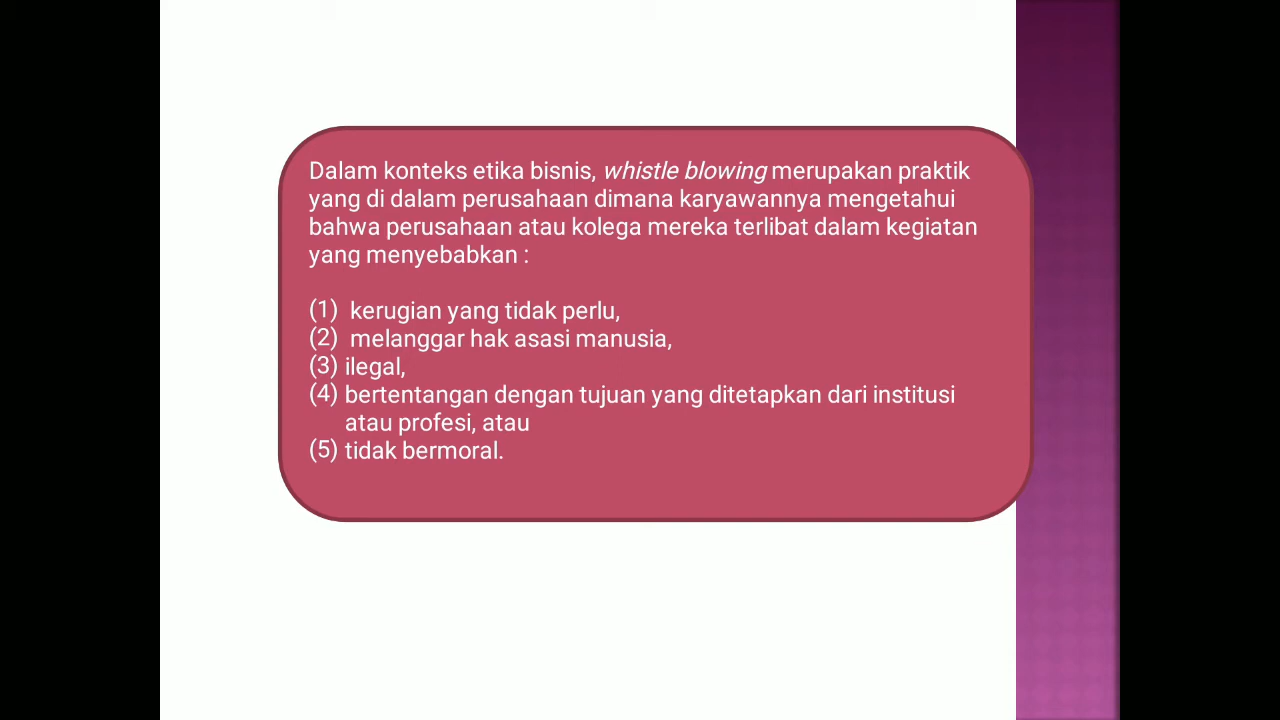 Dalam konteks etika bisnis, whistle blowing merupakan praktik
yang di dalam perusahaan dimana karyawannya mengetahui
bahwa perusahaan atau kolega mereka terlibat dalam kegiatan
yang menyebabkan :
(1) kerugian yang tidak perlu,
(2) melanggar hak asasi manusia,
(3) ilegal,
(4) bertentangan dengan tujuan yang ditetapkan dari institusi
atau profesi, atau
(5) tidak bermoral.